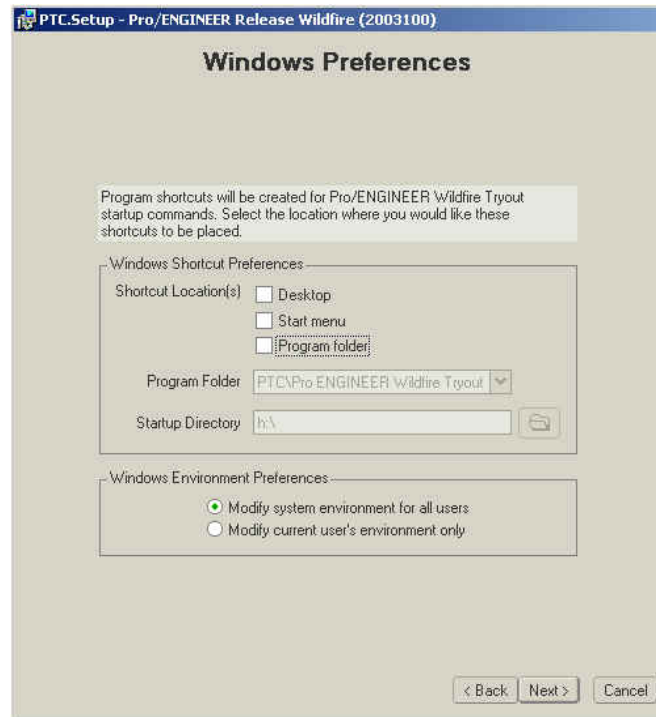 PTC.Setup - Pro/ENGINEER Release Wildfire (2003100)
Windows Preferences
Program shortcuts will be created for Pro/ENGINEER Wildfire Tryout
startup commands. Select the location where you would like these
shortcuts to be placed.
Windows Shortcut Preferences
Shortcut Location(s) Desktop
Start menu
Program folder
Program Folder PTC\Pro ENGINEER Wildfire Tryout
Startup Directory h:\
Windows Environment Preferences
Modify system environment for all users
Modify current user's environment only
< Back Next > Cancel